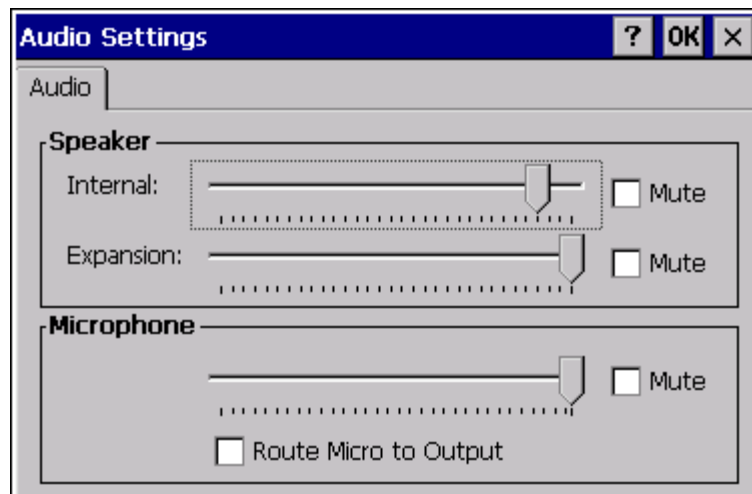 Audio Settings ? OK ×
Audio
Speaker
Internal: Mute
Expansion: Mute
Microphone
Mute
Route Micro to Output